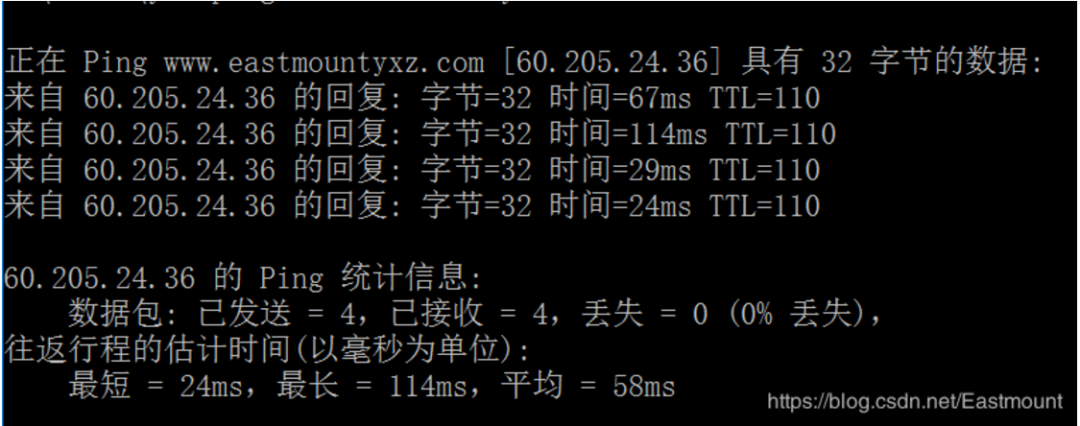 正在 Ping www.eastmountyxz.com [60.205.24.36] 具有 32 字节的数据:
来自 60.205.24.36 的回复: 字节=32 时间=67ms TTL=110
来自 60.205.24.36 的回复: 字节=32 时间=114ms TTL=110
来自 60.205.24.36 的回复: 字节=32 时间=29ms TTL=110
来自 60.205.24.36 的回复: 字节=32 时间=24ms TTL=110
60.205.24.36 的 Ping 统计信息:
数据包: 已发送 = 4，已接收 = 4，丢失 = 0 (0% 丢失)，
往返行程的估计时间(以毫秒为单位):
最短 = 24ms，最长 = 114ms，平均 = 58ms
https://blog.csdn.net/Eastmount